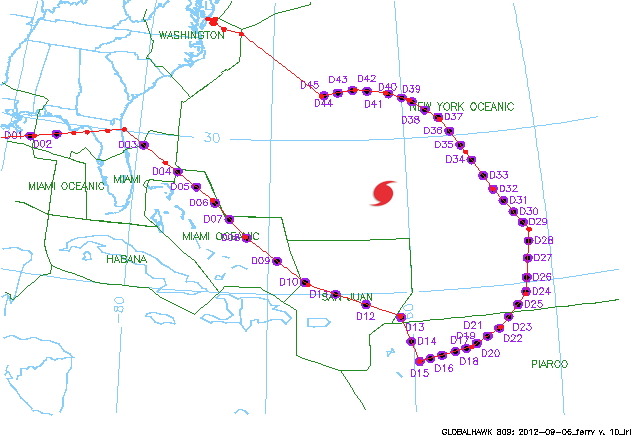 WASHINGTON
D45
D43
D42
D44
D41
D40
D39
NEW YORK OCEANIC
D38
D37
D36
D35
D34
D33
D32
D31
D30
D29
D28
D27
D26
D24
D25
D23
D22
D21
D19
D20
D17
D18
D16
D15
D14
D13
D12
D11
SAN JUAN
D10
D09
D08
D07
MIAMI OCEANIC
D06
D05
D04
MIAMI
MIAMI OCEANIC
D03
D02
D01
30
HABANA
-80
PIARCO
GLOBALHAWK 809: 2012-09-06_ferry v. 10_irl